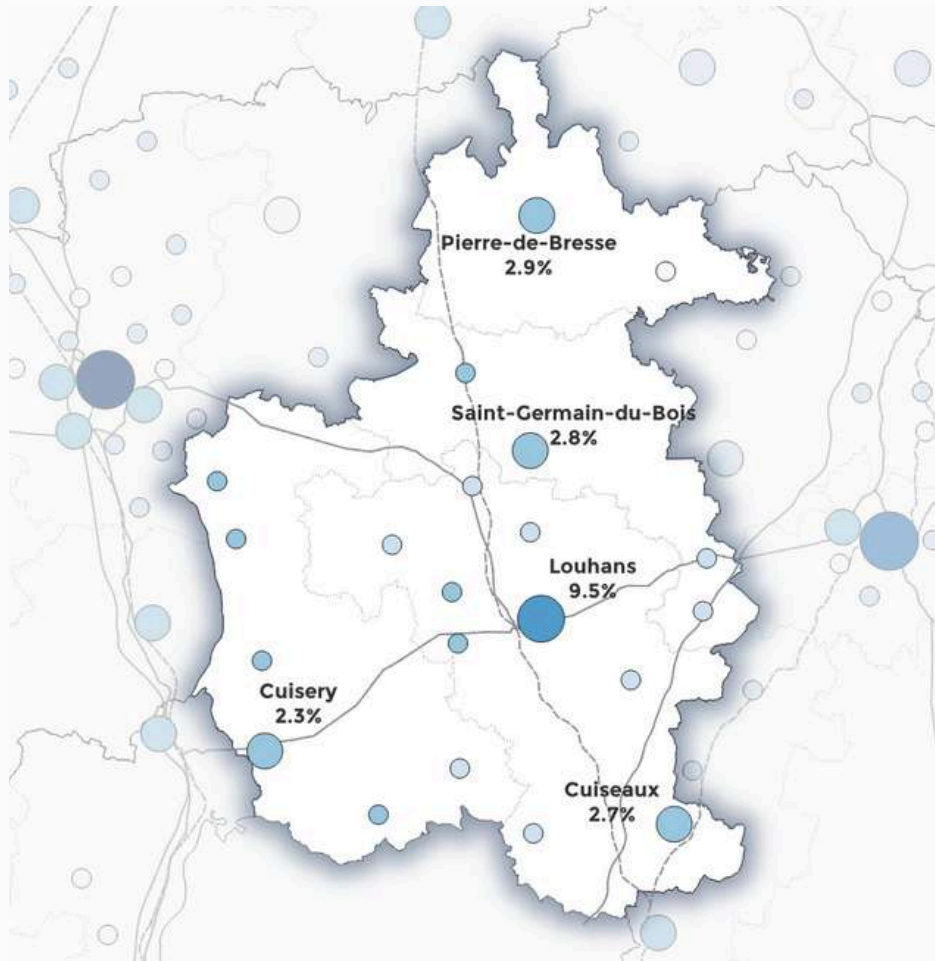 Pierre-de-Bresse
2.9%
Saint-Germain-du-Bois
2.8%
Louhans
9.5%
Cuisery
2.3%
Cuiseaux
2.7%